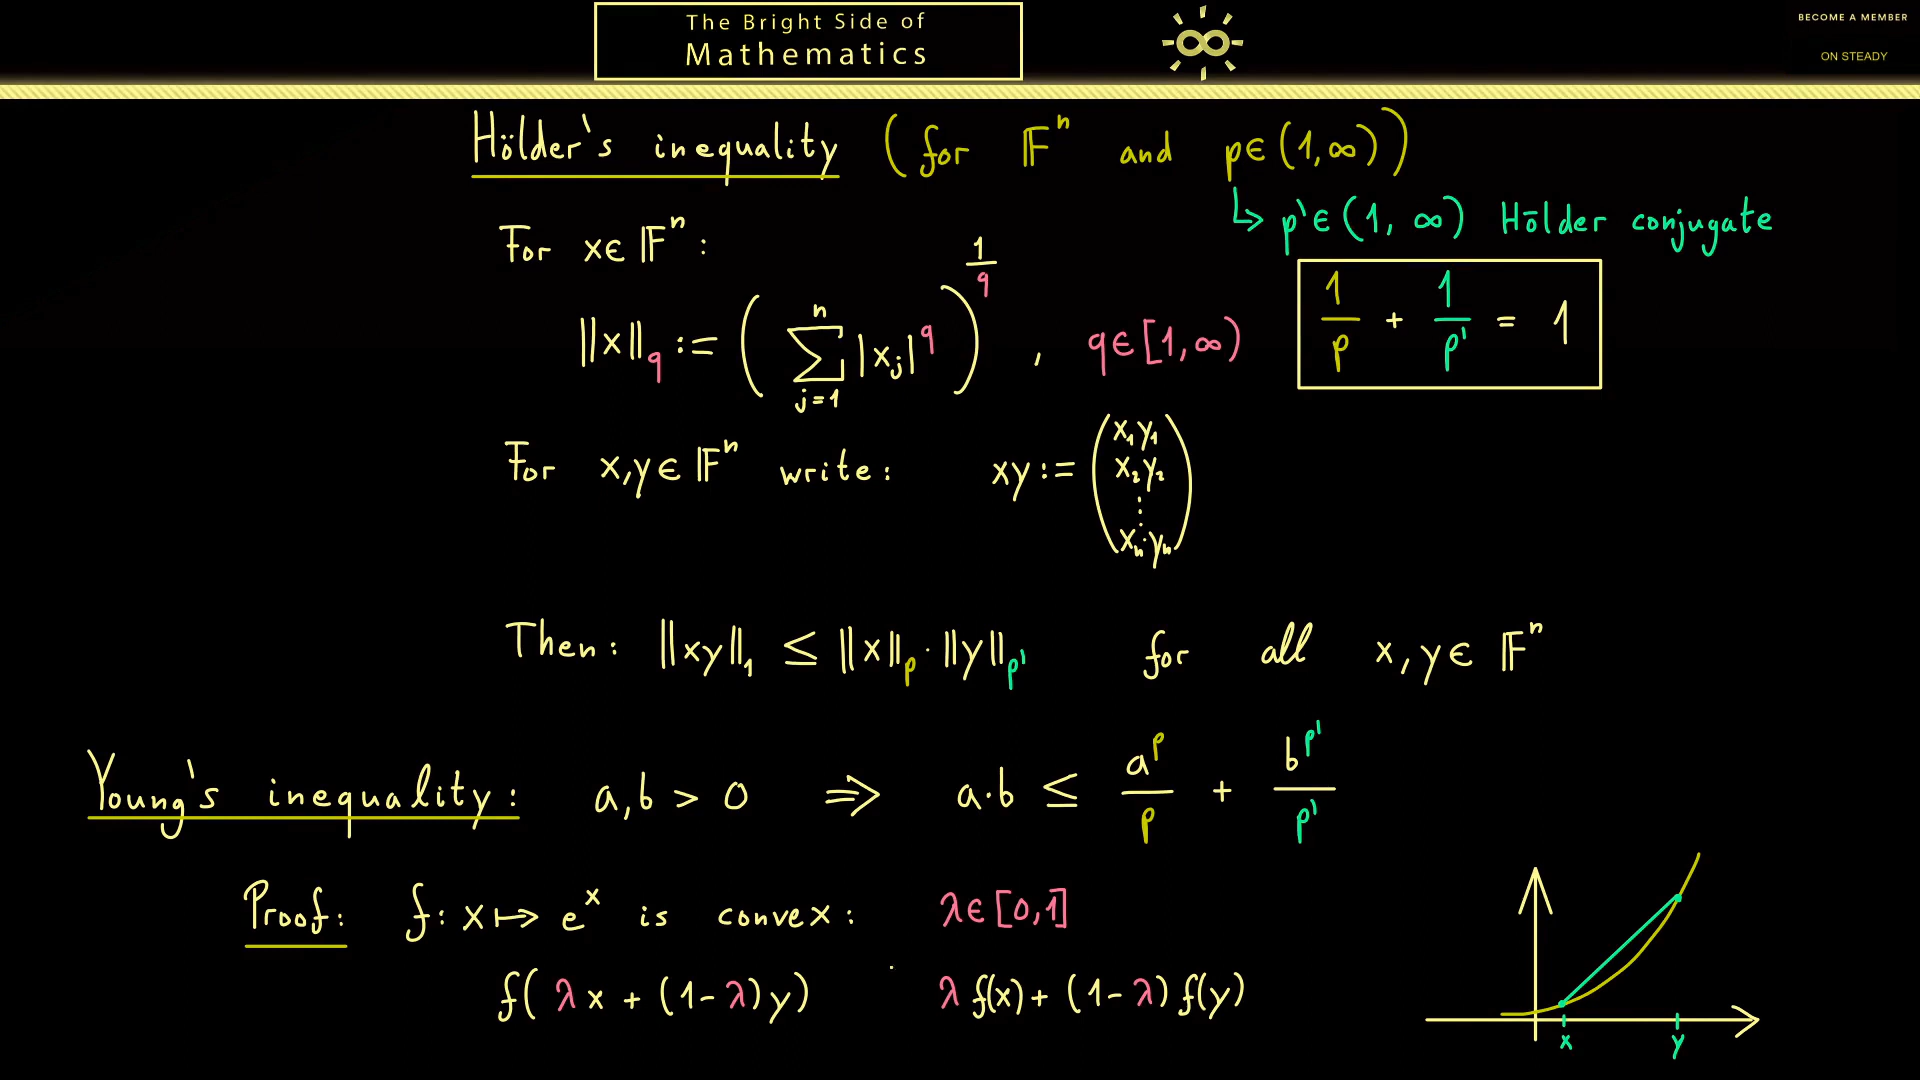 The Bright Side of
Mathematics
BECOME A MEMBER
ON STEADY
Hölder's inequality (for 𝔽ⁿ and p∈(1,∞))
↳ p'∈(1, ∞) Hölder conjugate
For x∈𝔽ⁿ:
‖x‖_q := ( ∑_{j=1}^{n} |x_j|^q )^{1/q} , q∈[1,∞)
1/p + 1/p' = 1
For x,y∈𝔽ⁿ write: xy := (x₁y₁ x₂y₂ ⋮ xₙ·yₙ)
Then: ‖xy‖₁ ≤ ‖x‖_p · ‖y‖_p' for all x,y∈𝔽ⁿ
Young's inequality: a,b > 0 ⇒ a·b ≤ a^p/p + b^p'/p'
Proof: f: x↦e^x is convex: λ∈[0,1]
f(λx + (1-λ)y) λf(x)+(1-λ)f(y)
x y